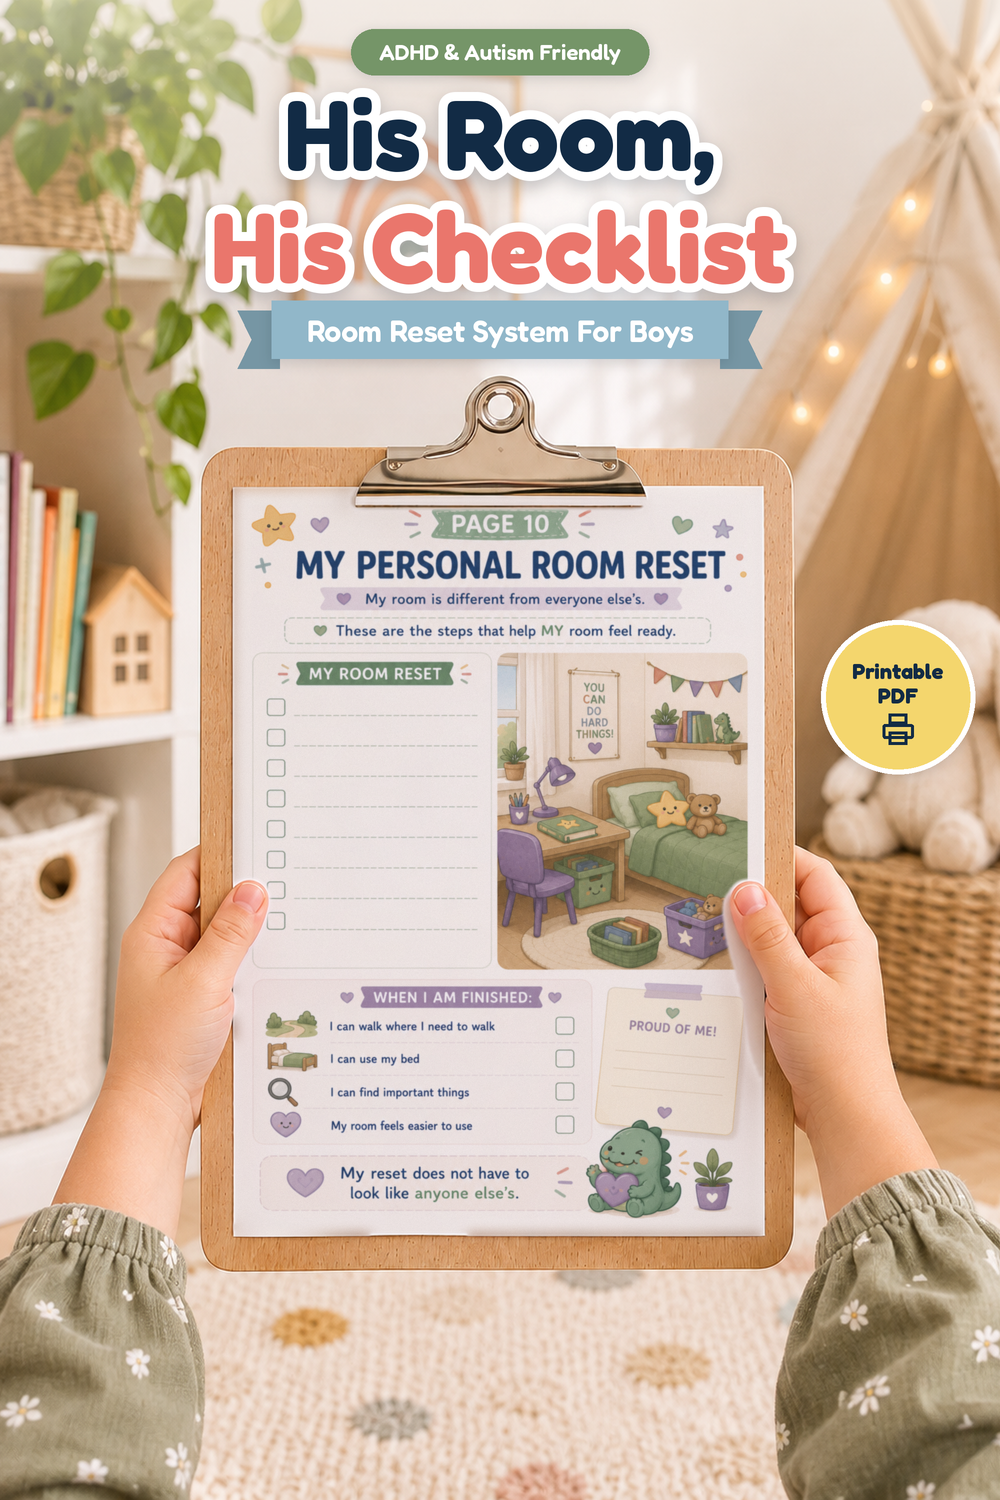 ADHD & Autism Friendly
His Room,
His Checklist
Room Reset System For Boys
PAGE 10
MY PERSONAL ROOM RESET
My room is different from everyone else's.
These are the steps that help MY room feel ready.
MY ROOM RESET
YOU
CAN
DO
HARD
THINGS!
Printable
PDF
WHEN I AM FINISHED:
I can walk where I need to walk
I can use my bed
I can find important things
My room feels easier to use
PROUD OF ME!
My reset does not have to
look like anyone else's.